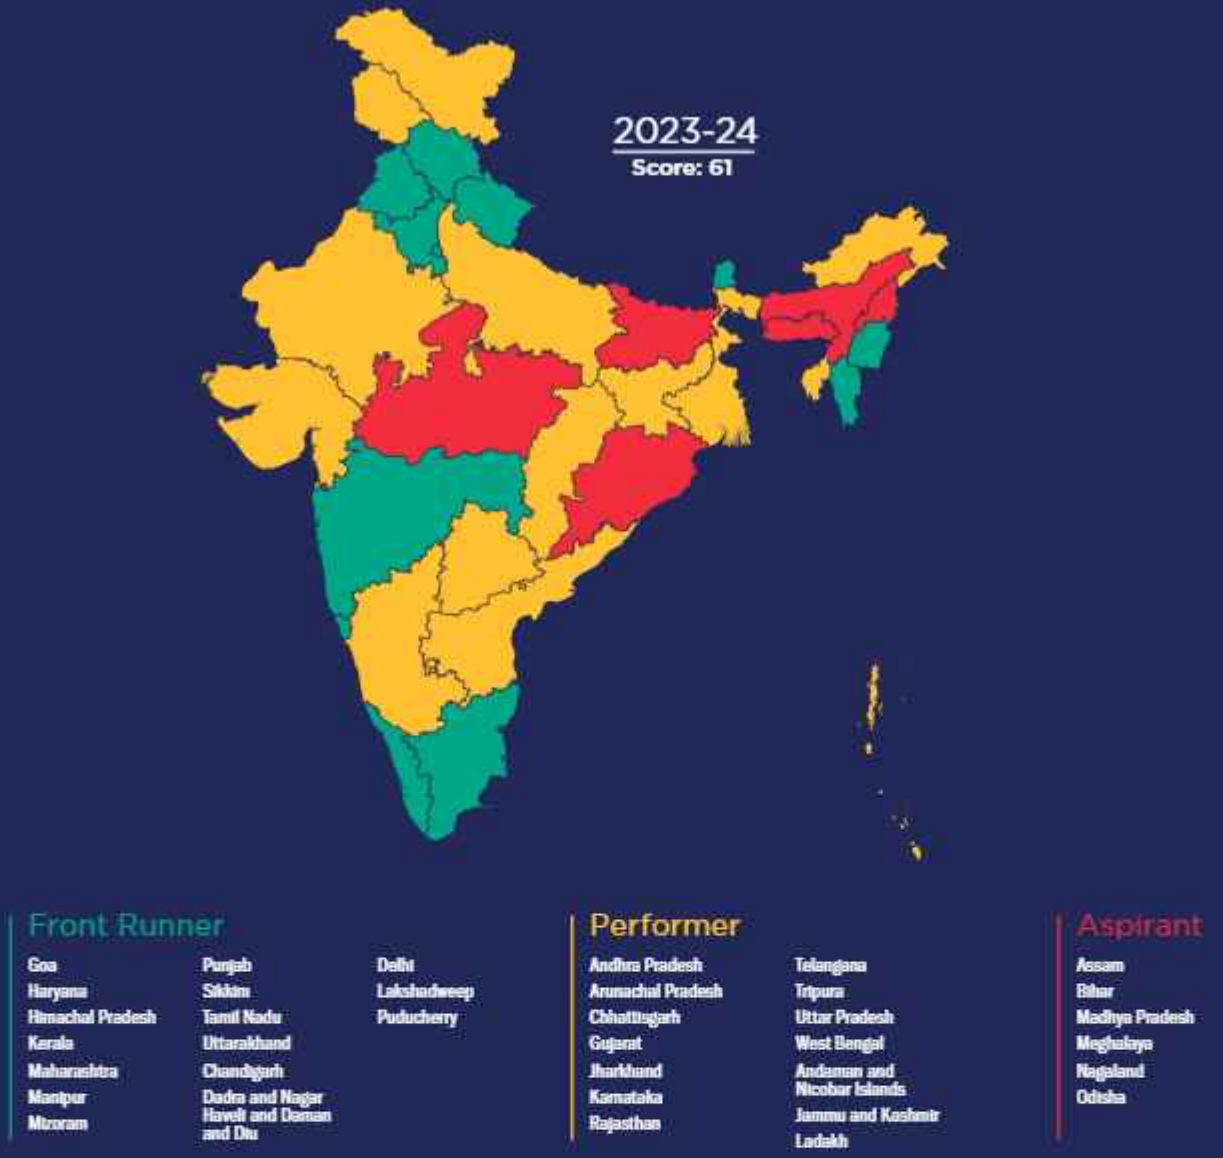 2023-24
Score: 61
Front Runner
Goa
Haryana
Himachal Pradesh
Kerala
Maharashtra
Manipur
Mizoram
Punjab
Sikkim
Tamil Nadu
Uttarakhand
Chandigarh
Dadra and Nagar
Haveli and Daman
and Diu
Delhi
Lakshadweep
Puducherry
Performer
Andhra Pradesh
Arunachal Pradesh
Chhattisgarh
Gujarat
Jharkhand
Karnataka
Rajasthan
Telangana
Tripura
Uttar Pradesh
West Bengal
Andaman and
Nicobar Islands
Jammu and Kashmir
Ladakh
Aspirant
Assam
Bihar
Madhya Pradesh
Meghalaya
Nagaland
Odisha